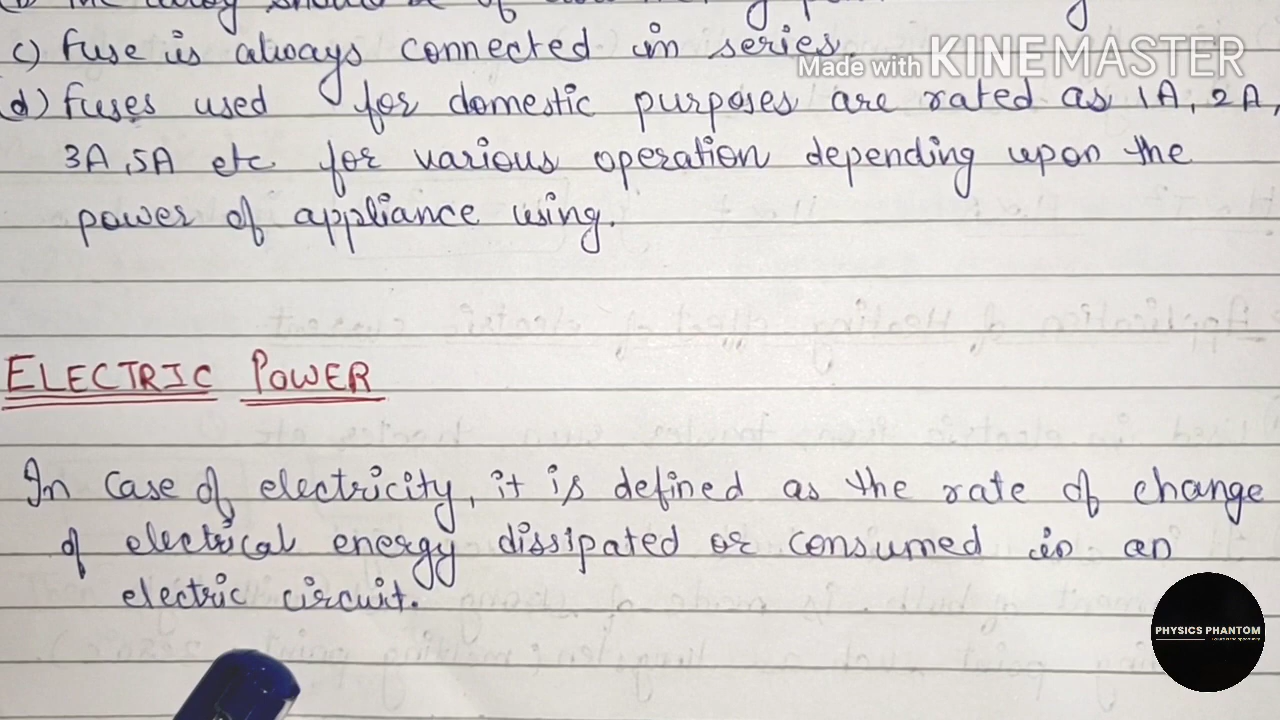 c) Fuse is always connected in series.
Made with KINEMASTER
(d) Fuses used for domestic purposes are rated as 1A, 2A,
3A, 5A etc for various operation depending upon the
power of appliance using.
ELECTRIC POWER
In case of electricity, it is defined as the rate of change
of electrical energy dissipated or consumed in an
electric circuit.
PHYSICS PHANTOM